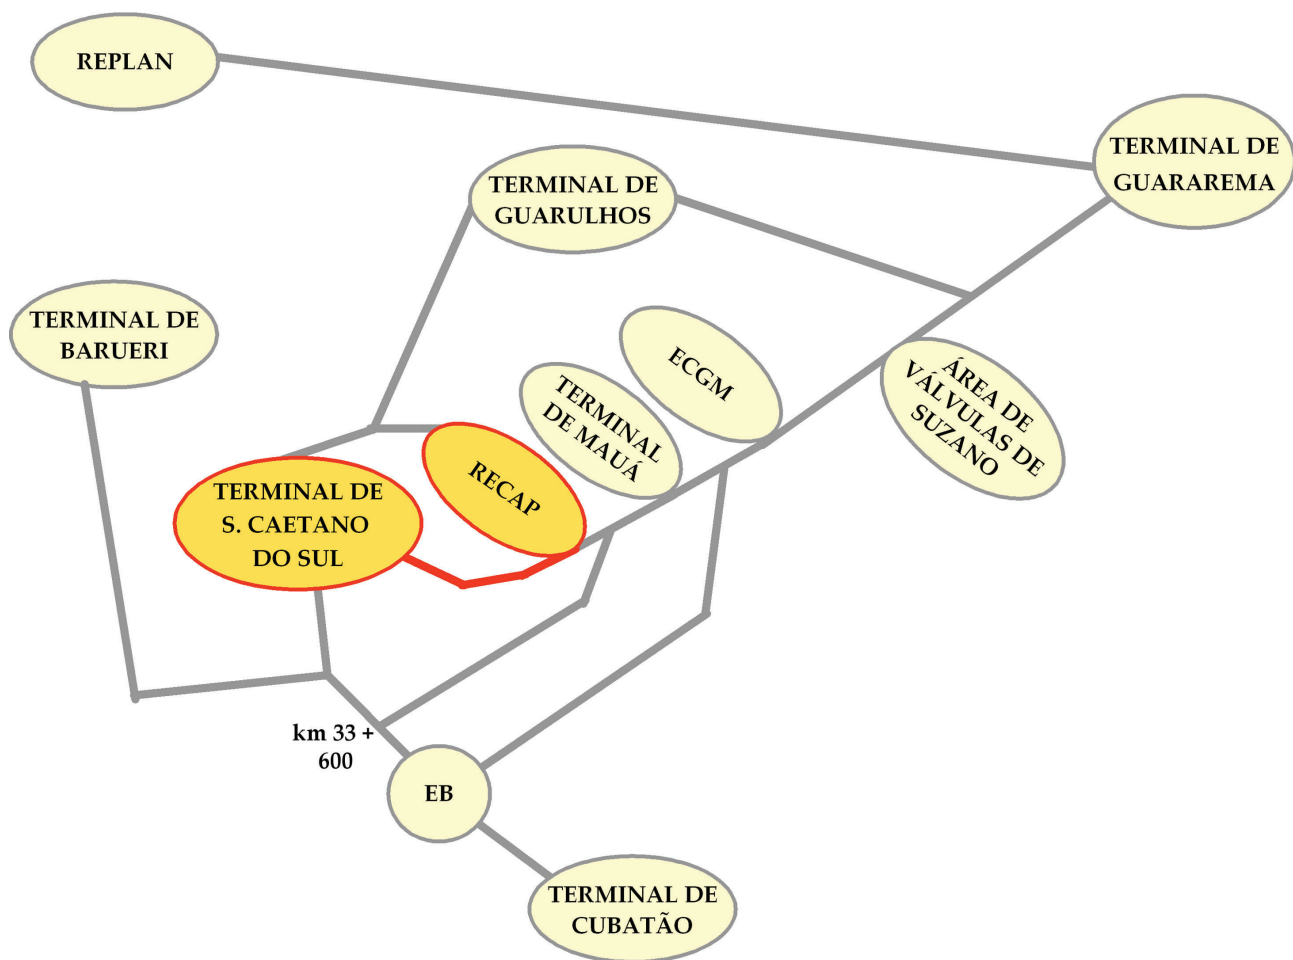 REPLAN
TERMINAL DE
GUARAREMA
TERMINAL DE
GUARULHOS
TERMINAL DE
BARUERI
ECGM
TERMINAL
DE MAUÁ
ÁREA DE
VÁLVULAS DE
SUZANO
RECAP
TERMINAL DE
S. CAETANO
DO SUL
km 33 +
600
EB
TERMINAL DE
CUBATÃO